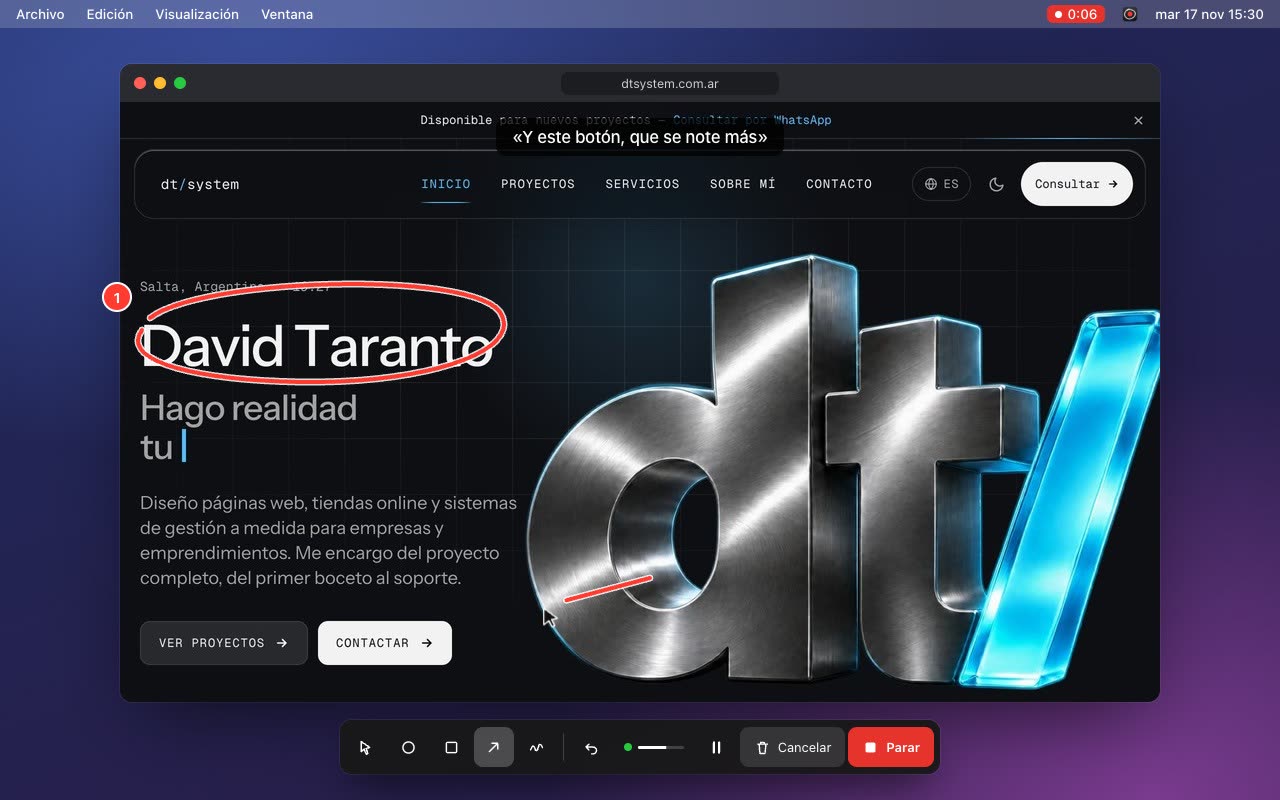 Archivo Edición Visualización Ventana 0:06 mar 17 nov 15:30
dtsystem.com.ar
Disponible para nuevos proyectos — Consultar por WhatsApp
«Y este botón, que se note más»
dt/system INICIO PROYECTOS SERVICIOS SOBRE MÍ CONTACTO ES Consultar →
Salta, Argentina
1
David Taranto
Hago realidad
tu
Diseño páginas web, tiendas online y sistemas
de gestión a medida para empresas y
emprendimientos. Me encargo del proyecto
completo, del primer boceto al soporte.
VER PROYECTOS → CONTACTAR →
dt/
Cancelar Parar